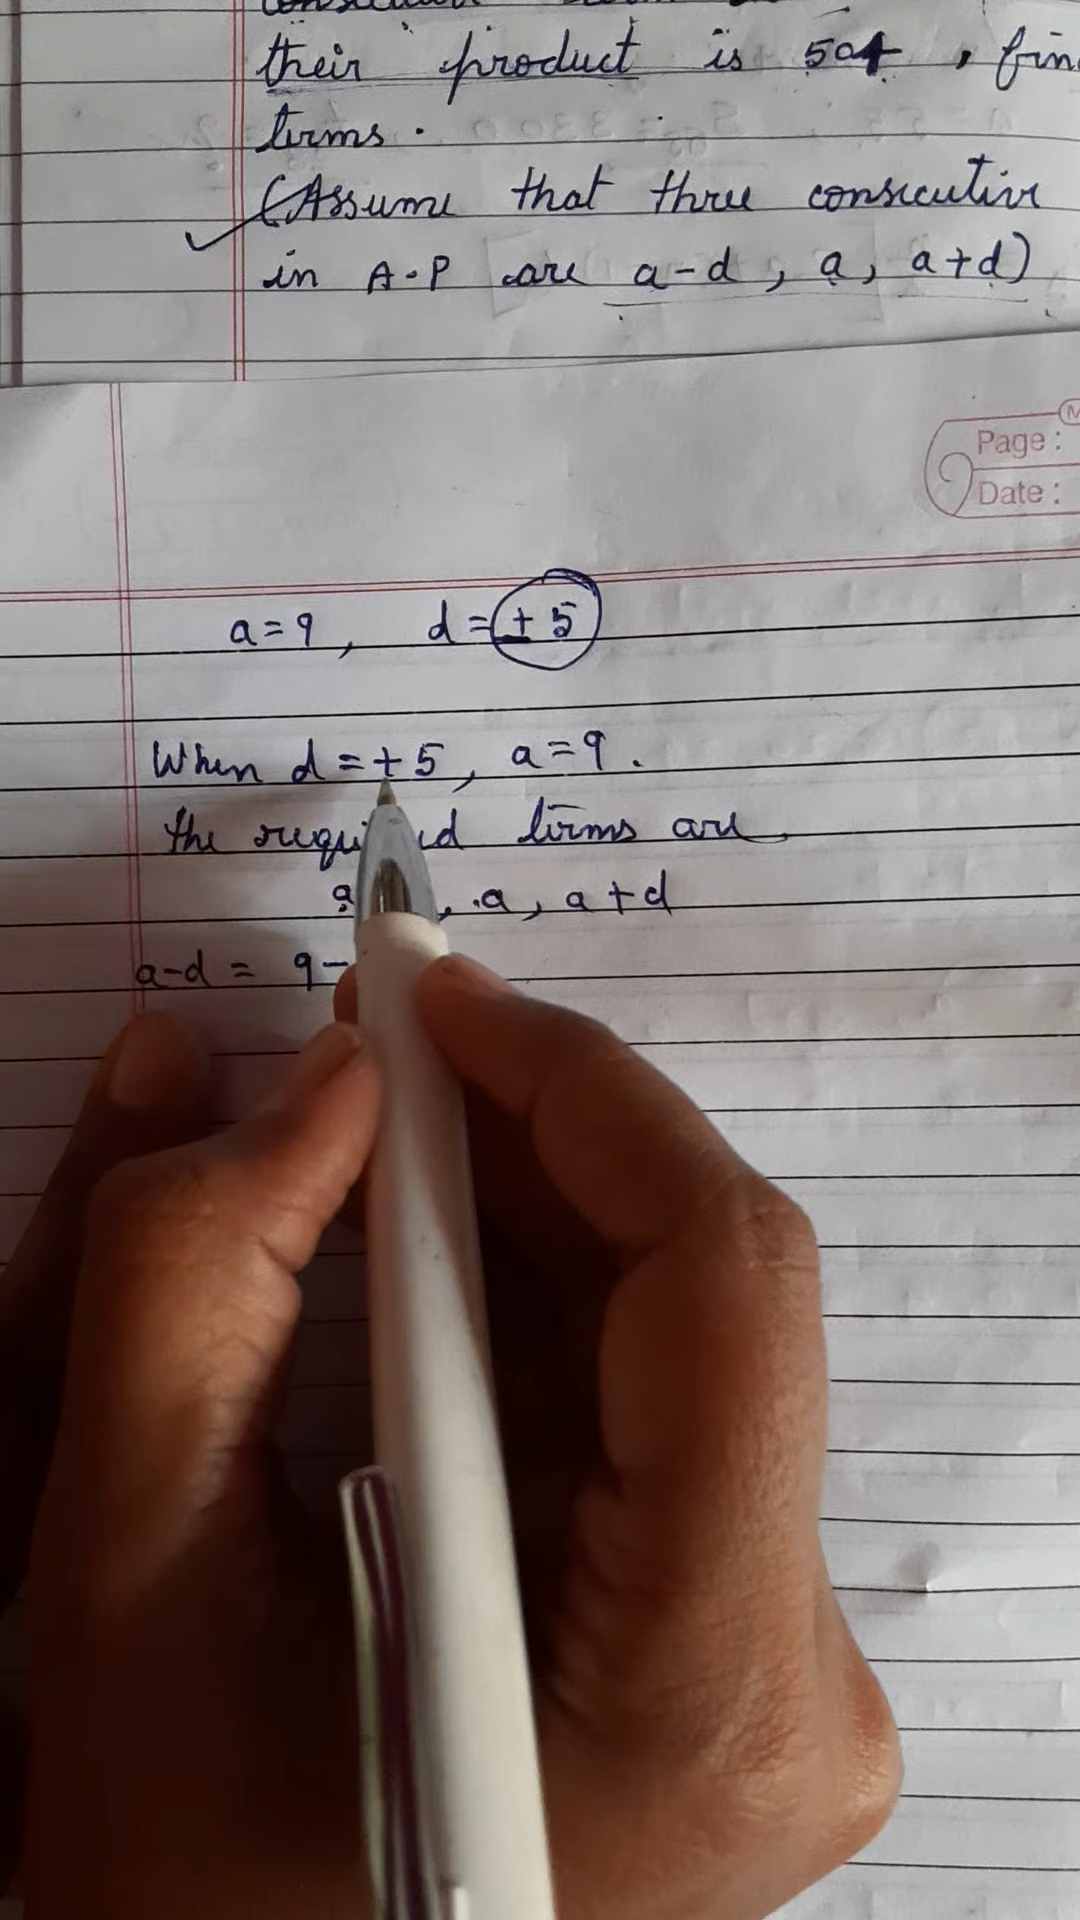 their product is 504, fin
terms.
(Assume that three consecutive
in A.P are a-d, a, a+d)
Page:
Date:
a=9, d=±5
When d=+5, a=9.
the required terms are
a, a, a+d
a-d = 9-